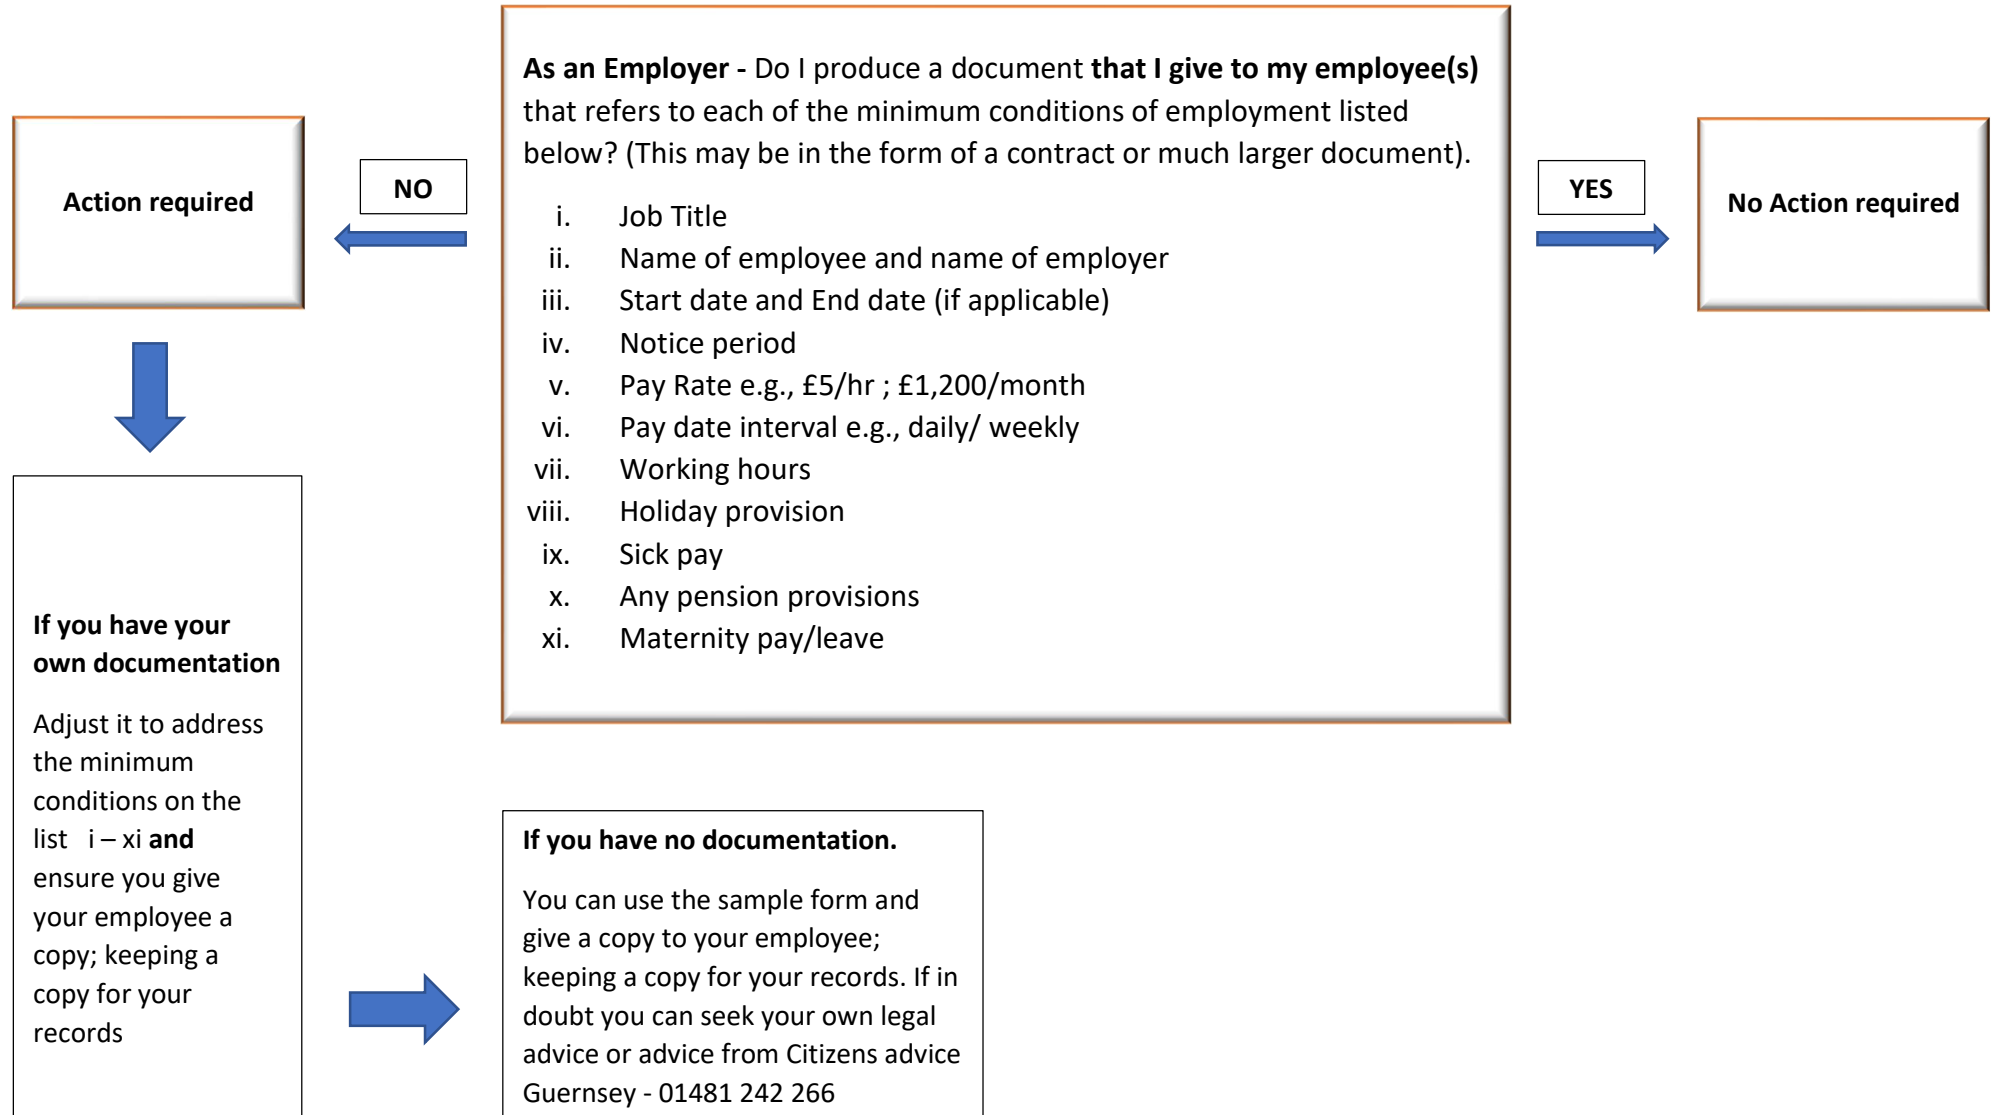 As an Employer - Do I produce a document that I give to my employee(s)
that refers to each of the minimum conditions of employment listed
below? (This may be in the form of a contract or much larger document).
i. Job Title
ii. Name of employee and name of employer
iii. Start date and End date (if applicable)
iv. Notice period
v. Pay Rate e.g., £5/hr ; £1,200/month
vi. Pay date interval e.g., daily/ weekly
vii. Working hours
viii. Holiday provision
ix. Sick pay
x. Any pension provisions
xi. Maternity pay/leave
NO
Action required
YES
No Action required
If you have your
own documentation
Adjust it to address
the minimum
conditions on the
list i – xi and
ensure you give
your employee a
copy; keeping a
copy for your
records
If you have no documentation.
You can use the sample form and
give a copy to your employee;
keeping a copy for your records. If in
doubt you can seek your own legal
advice or advice from Citizens advice
Guernsey - 01481 242 266